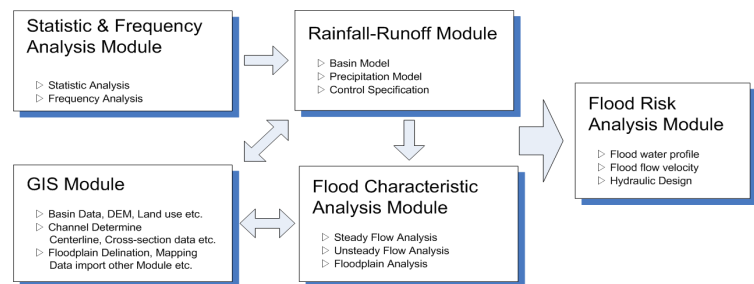 Statistic & Frequency
Analysis Module
▷ Statistic Analysis
▷ Frequency Analysis
Rainfall-Runoff Module
▷ Basin Model
▷ Precipitation Model
▷ Control Specification
Flood Risk
Analysis Module
▷ Flood water profile
▷ Flood flow velocity
▷ Hydraulic Design
GIS Module
▷ Basin Data, DEM, Land use etc.
▷ Channel Determine
Centerline, Cross-section data etc.
▷ Floodplain Delination, Mapping
Data import other Module etc.
Flood Characteristic
Analysis Module
▷ Steady Flow Analysis
▷ Unsteady Flow Analysis
▷ Floodplain Analysis